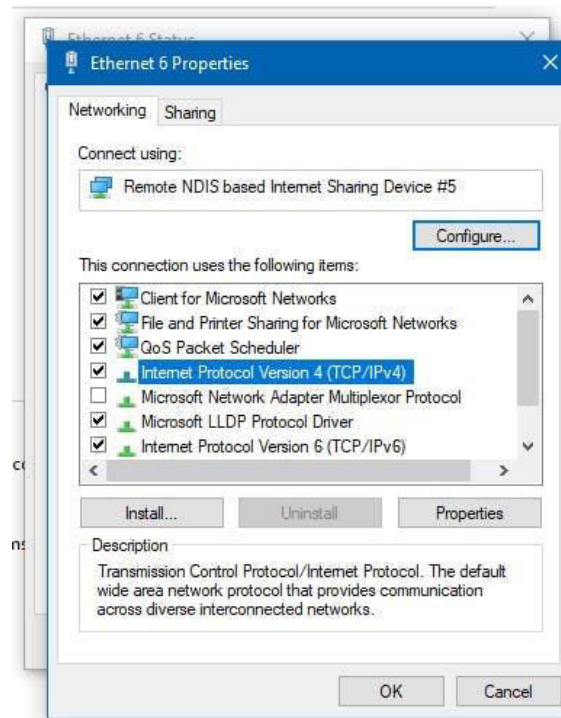 Ethernet 6 Status
Ethernet 6 Properties
Networking
Sharing
Connect using:
Remote NDIS based Internet Sharing Device #5
Configure...
This connection uses the following items:
Client for Microsoft Networks
File and Printer Sharing for Microsoft Networks
QoS Packet Scheduler
Internet Protocol Version 4 (TCP/IPv4)
Microsoft Network Adapter Multiplexor Protocol
Microsoft LLDP Protocol Driver
Internet Protocol Version 6 (TCP/IPv6)
Install...
Uninstall
Properties
Description
Transmission Control Protocol/Internet Protocol. The default
wide area network protocol that provides communication
across diverse interconnected networks.
OK
Cancel